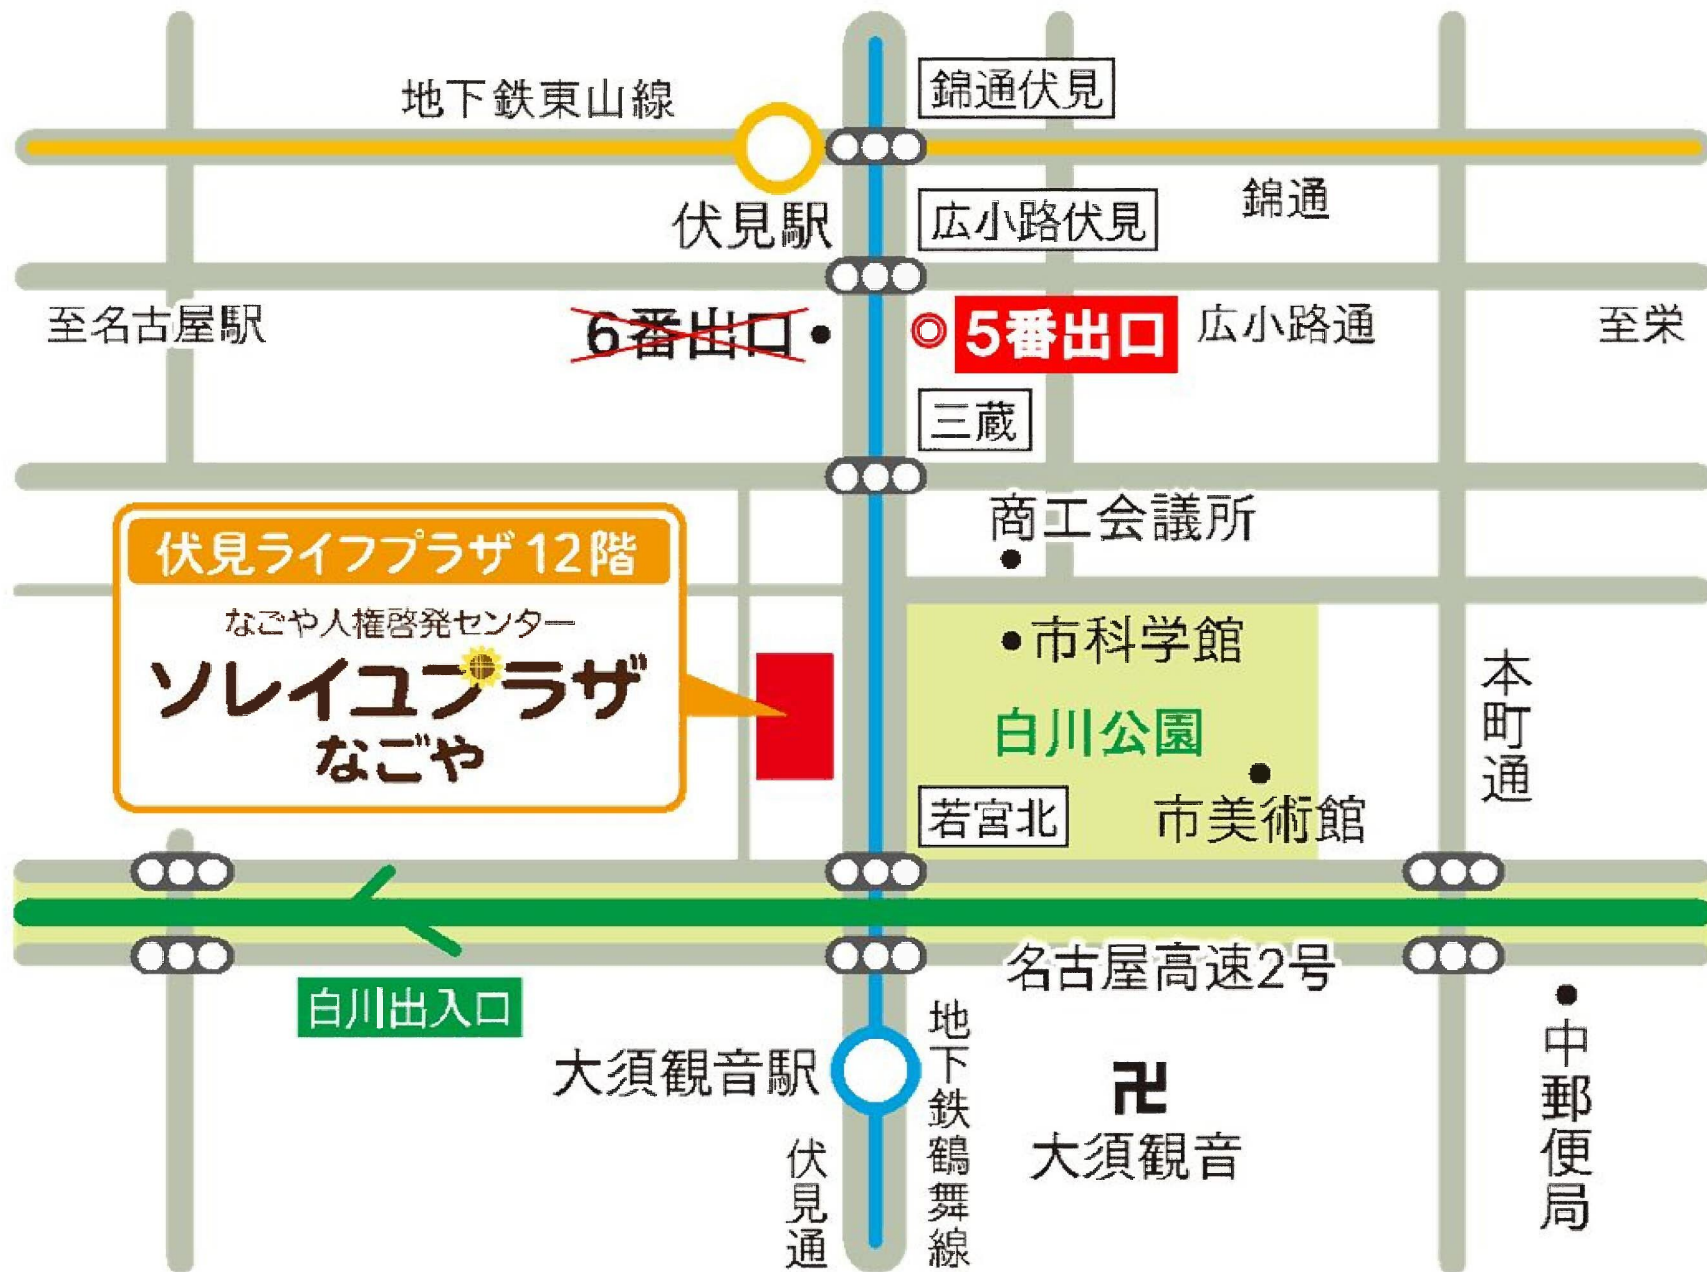 地下鉄東山線
錦通伏見
伏見駅
広小路伏見
錦通
至名古屋駅
6番出口
5番出口
広小路通
至栄
三蔵
商工会議所
伏見ライフプラザ12階
なごや人権啓発センター
ソレイユプラザ
なごや
市科学館
白川公園
本町通
若宮北
市美術館
名古屋高速2号
白川出入口
大須観音駅
地下鉄鶴舞線
卍
大須観音
中郵便局
伏見通